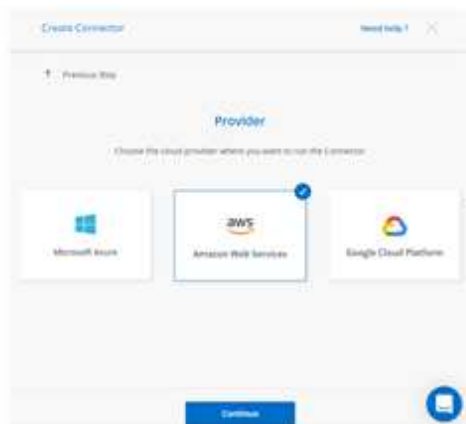 Create Connector
Need help?
Previous Step
Provider
Choose the cloud provider where you want to run the Connector
aws
Microsoft Azure
Amazon Web Services
Google Cloud Platform
Continue